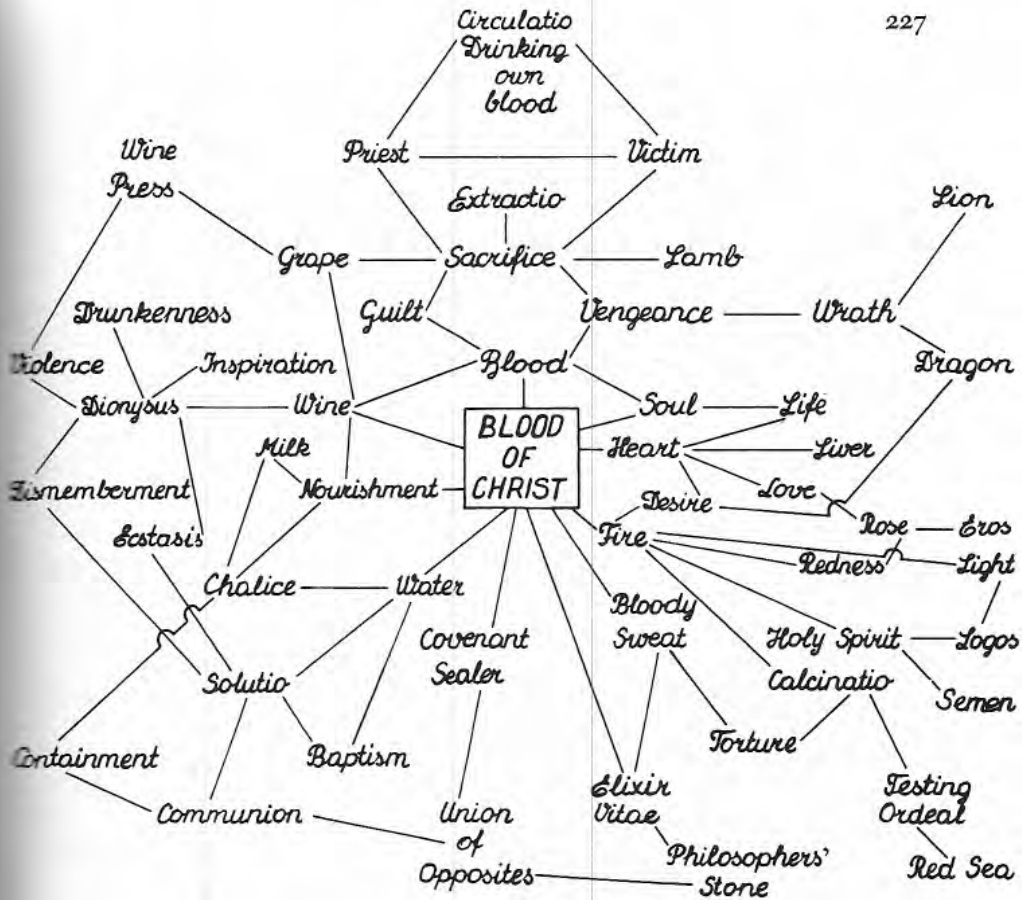 227
Circulatio
Drinking
own
blood
Wine
Press
Priest
Victim
Extractio
Lion
Grape
Sacrifice
Lamb
Drunkenness
Guilt
Vengeance
Wrath
Violence
Inspiration
Blood
Dragon
Dionysus
Wine
Soul
Life
BLOOD
OF
CHRIST
Milk
Heart
Liver
Dismemberment
Nourishment
Desire
Love
Ecstasis
Fire
Rose
Eros
Redness
Light
Chalice
Water
Bloody
Sweat
Covenant
Sealer
Holy Spirit
Logos
Solutio
Calcinatio
Semen
Containment
Baptism
Torture
Communion
Union
of
Opposites
Elixir
Vitae
Testing
Ordeal
Philosophers'
Stone
Red Sea